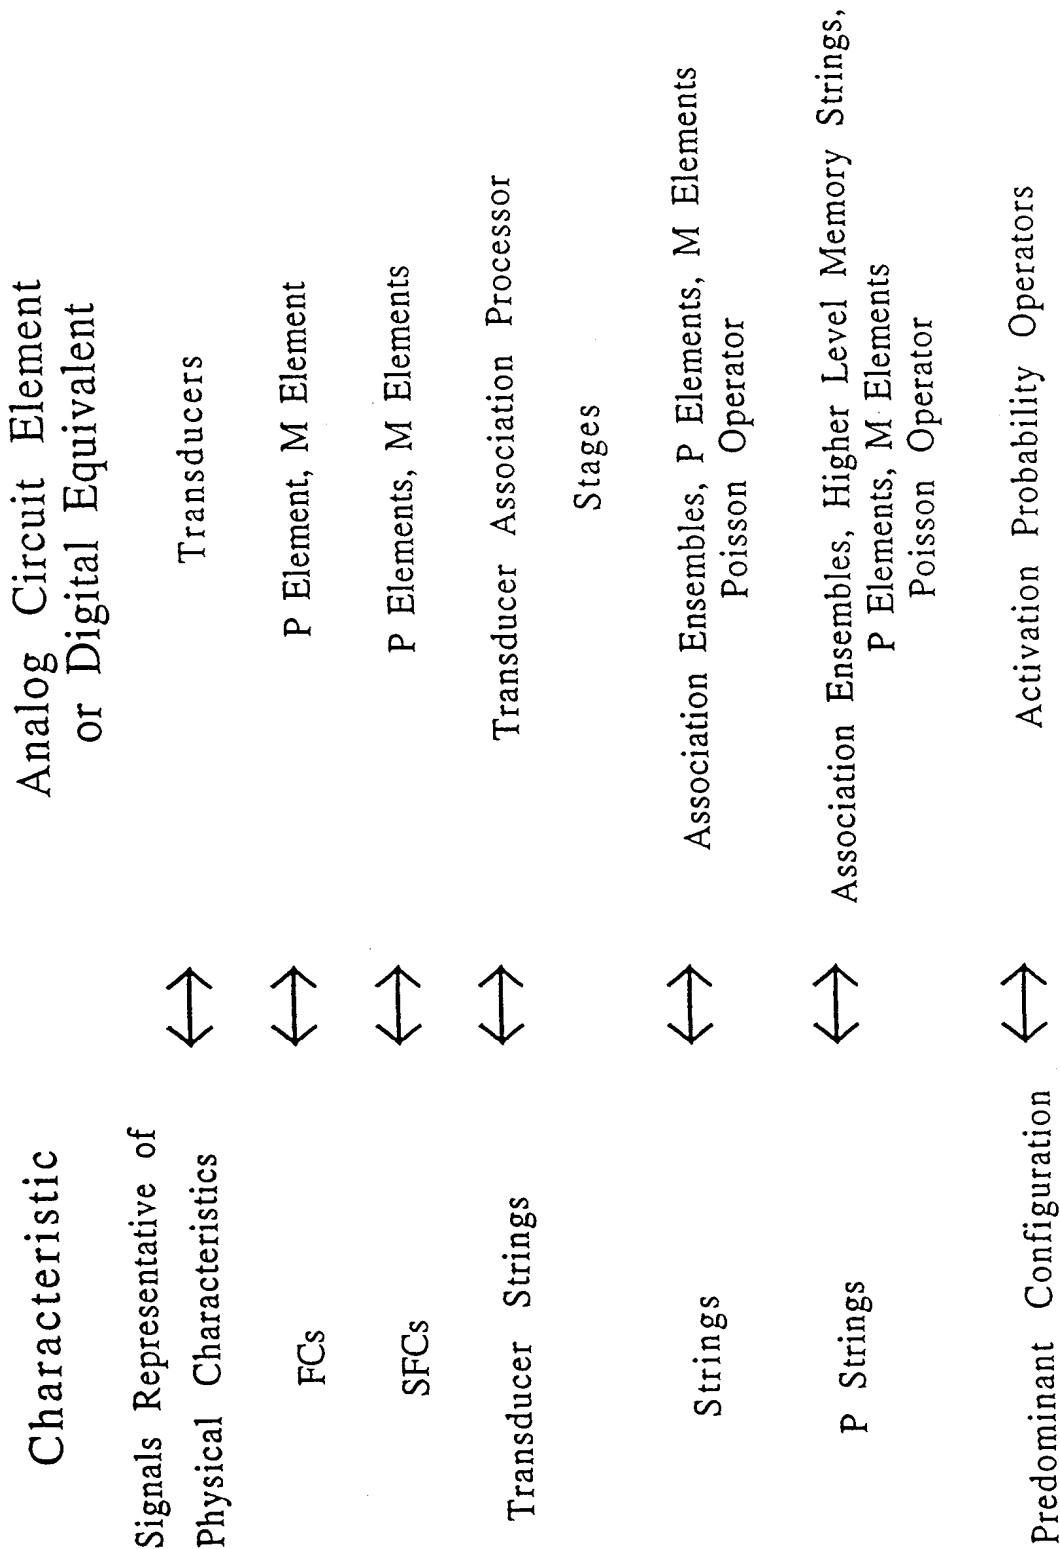 Characteristic
Analog Circuit Element
or Digital Equivalent
Signals Representative of
Physical Characteristics
Transducers
FCs
P Element, M Element
SFCs
P Elements, M Elements
Transducer Strings
Transducer Association Processor
Stages
Strings
Association Ensembles, P Elements, M Elements
Poisson Operator
P Strings
Association Ensembles, Higher Level Memory Strings,
P Elements, M Elements
Poisson Operator
Predominant Configuration
Activation Probability Operators